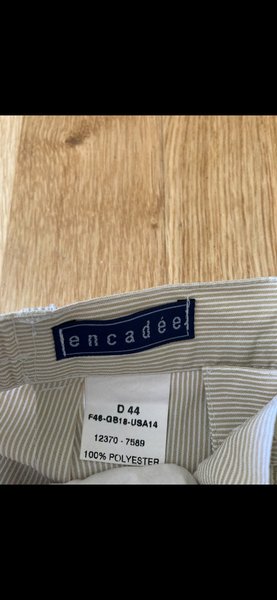 encadée
D 44
F46-GB18-USA14
12370 - 7589
100% POLYESTER